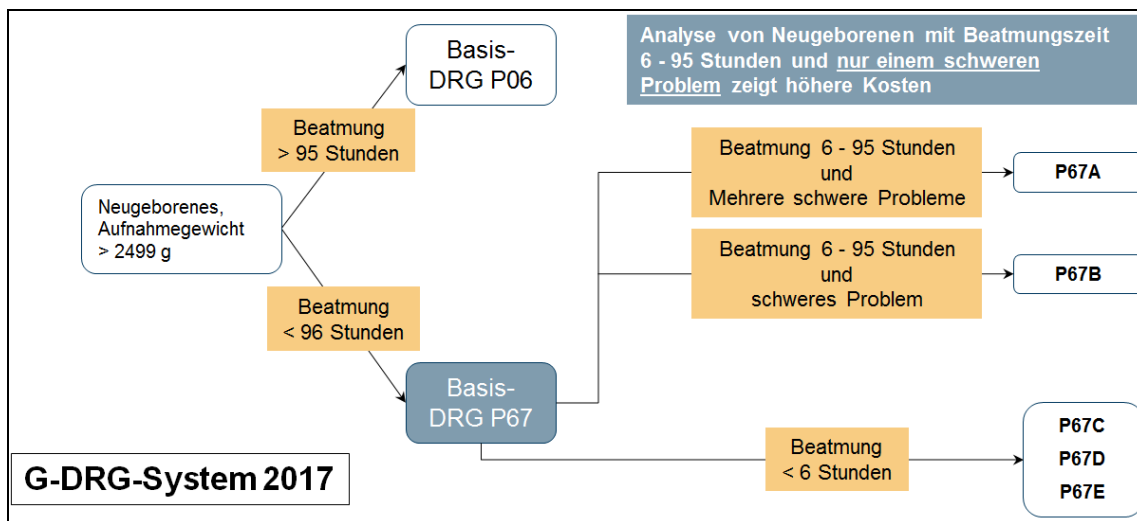 Basis-
DRG P06
Analyse von Neugeborenen mit Beatmungszeit
6 - 95 Stunden und nur einem schweren
Problem zeigt höhere Kosten
Beatmung
> 95 Stunden
Neugeborenes,
Aufnahmegewicht
> 2499 g
Beatmung 6 - 95 Stunden
und
Mehrere schwere Probleme
P67A
Beatmung 6 - 95 Stunden
und
schweres Problem
P67B
Beatmung
< 96 Stunden
Basis-
DRG P67
Beatmung
< 6 Stunden
P67C
P67D
P67E
G-DRG-System 2017